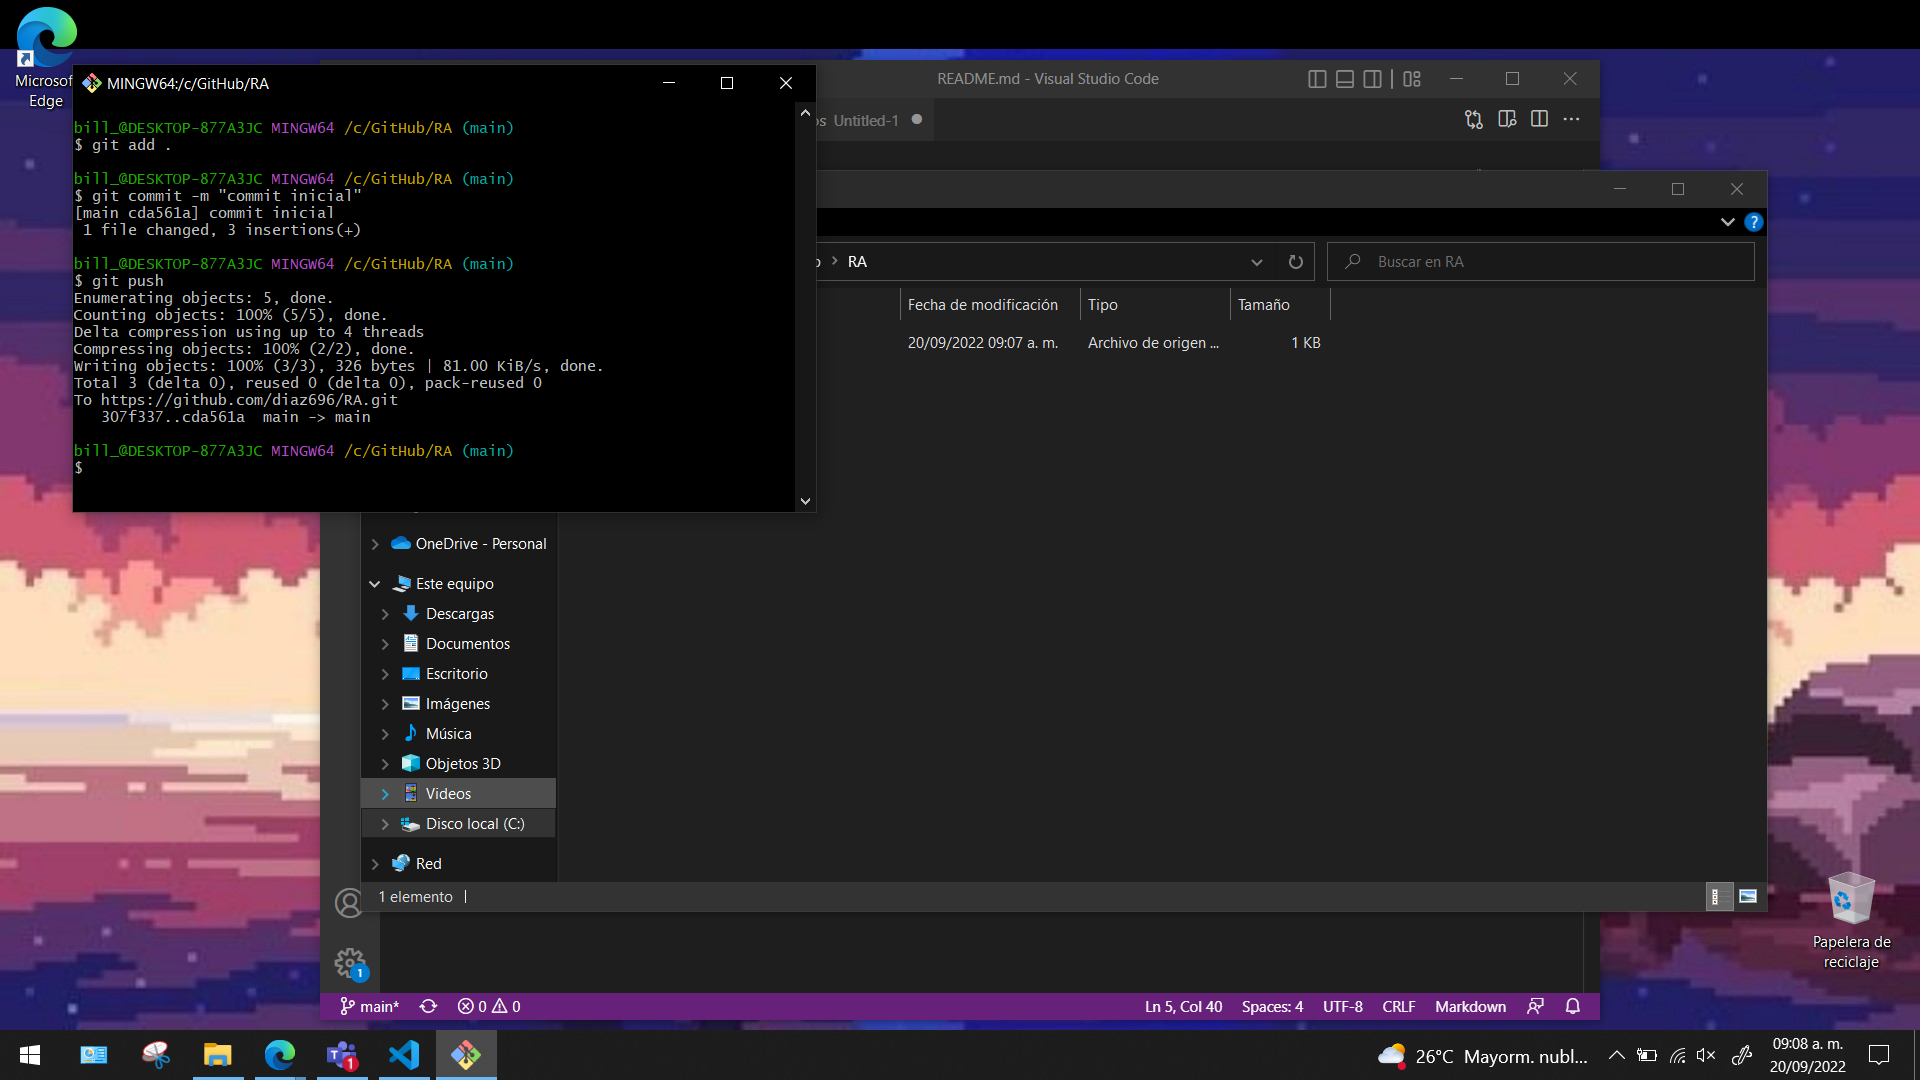 Microsof
Edge
MINGW64:/c/GitHub/RA
bill_@DESKTOP-877A3JC MINGW64 /c/GitHub/RA (main)
$ git add .
bill_@DESKTOP-877A3JC MINGW64 /c/GitHub/RA (main)
$ git commit -m "commit inicial"
[main cda561a] commit inicial
1 file changed, 3 insertions(+)
bill_@DESKTOP-877A3JC MINGW64 /c/GitHub/RA (main)
$ git push
Enumerating objects: 5, done.
Counting objects: 100% (5/5), done.
Delta compression using up to 4 threads
Compressing objects: 100% (2/2), done.
Writing objects: 100% (3/3), 326 bytes | 81.00 KiB/s, done.
Total 3 (delta 0), reused 0 (delta 0), pack-reused 0
To https://github.com/diaz696/RA.git
307f337..cda561a  main -> main
bill_@DESKTOP-877A3JC MINGW64 /c/GitHub/RA (main)
$
README.md - Visual Studio Code
os Untitled-1
RA
Buscar en RA
Fecha de modificación Tipo Tamaño
20/09/2022 09:07 a. m. Archivo de origen ... 1 KB
OneDrive - Personal
Este equipo
Descargas
Documentos
Escritorio
Imágenes
Música
Objetos 3D
Videos
Disco local (C:)
Red
1 elemento
1
main* 0 0 Ln 5, Col 40 Spaces: 4 UTF-8 CRLF Markdown
Papelera de
reciclaje
1
26°C Mayorm. nubl...
09:08 a. m.
20/09/2022